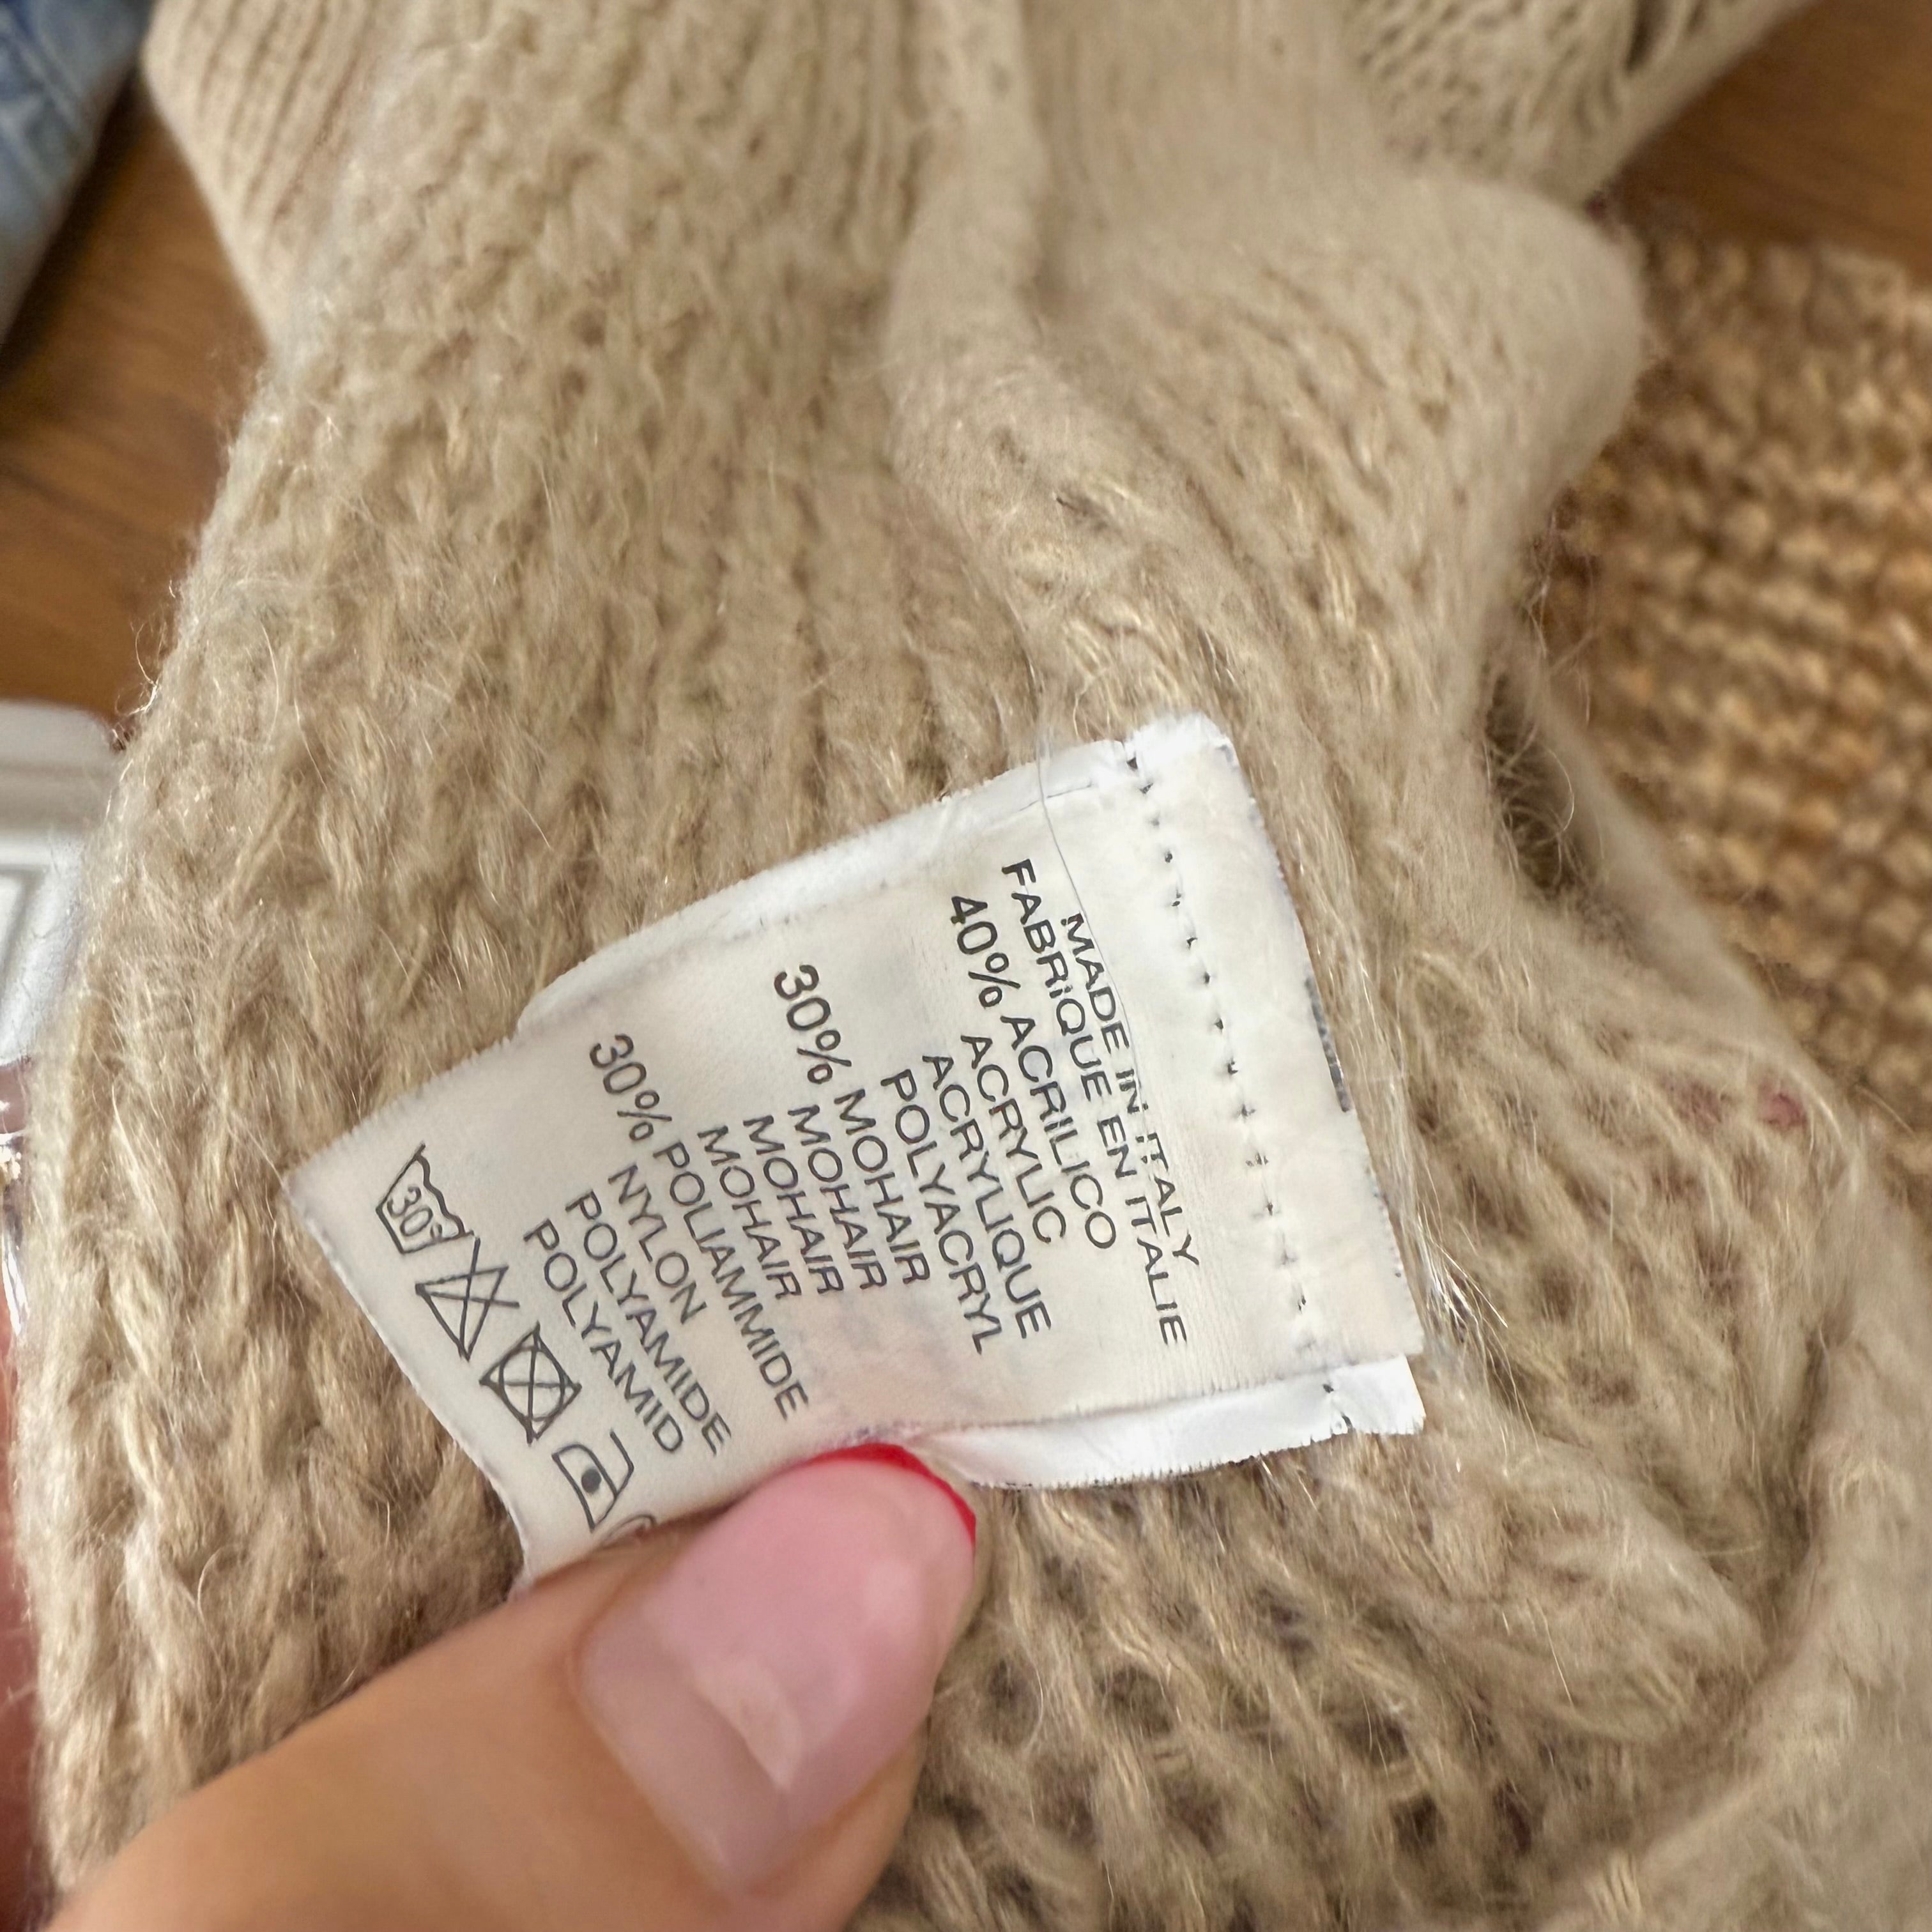 MADE IN ITALY
FABRIQUE EN ITALIE
40% ACRILICO
ACRYLIC
ACRYLIQUE
POLYACRYL
30% MOHAIR
MOHAIR
MOHAIR
MOHAIR
30% POLIAMMIDE
NYLON
POLYAMIDE
POLYAMID
30°